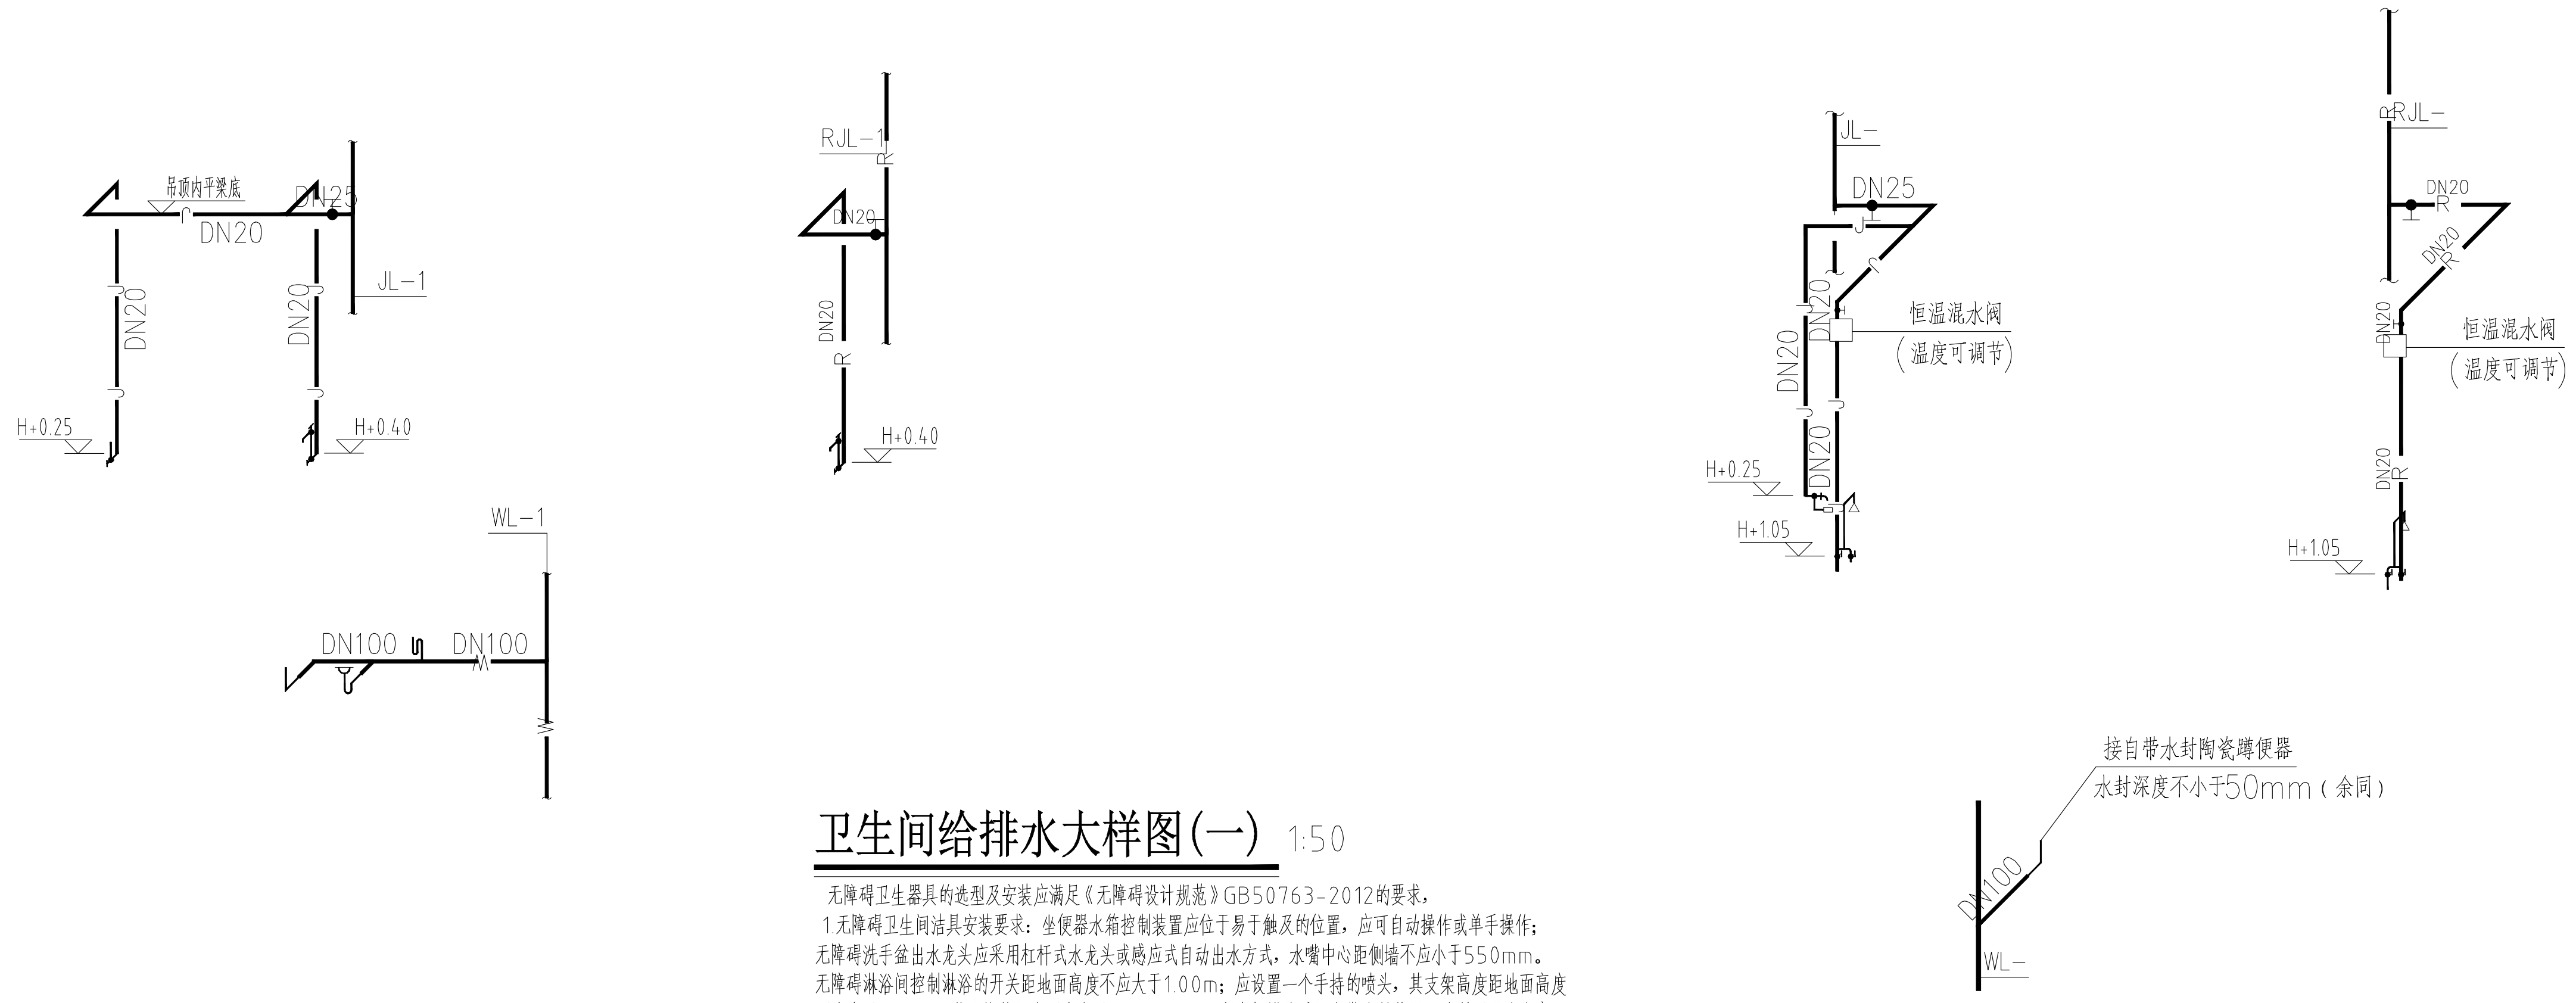 吊顶内平梁底
DN25
J
DN20
JL-1
J
DN20
DN20
J
J
J
H+0.25
H+0.40
RJL-1
R
DN20
DN20
R
H+0.40
JL-
DN25
J
J
DN20
J
恒温混水阀
(温度可调节)
DN20
J
J
DN20
H+0.25
J
H+1.05
R
RJL-
DN20
R
DN20
R
DN20
恒温混水阀
(温度可调节)
DN20
R
H+1.05
WL-1
DN100
DN100
W
W
接自带水封陶瓷蹲便器
水封深度不小于50mm(余同)
DN100
WL-
卫生间给排水大样图(一) 1:50
无障碍卫生器具的选型及安装应满足《无障碍设计规范》GB50763-2012的要求,
1.无障碍卫生间洁具安装要求: 坐便器水箱控制装置应位于易于触及的位置, 应可自动操作或单手操作;
无障碍洗手盆出水龙头应采用杠杆式水龙头或感应式自动出水方式, 水嘴中心距侧墙不应小于550mm。
无障碍淋浴间控制淋浴的开关距地面高度不应大于1.00m; 应设置一个手持的喷头, 其支架高度距地面高度